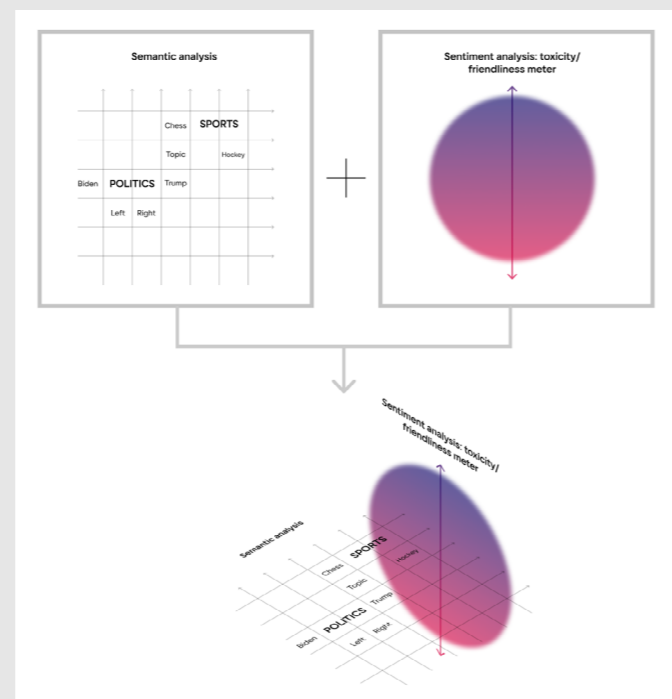 Semantic analysis
Chess SPORTS
Topic Hockey
Biden POLITICS Trump
Left Right
Sentiment analysis: toxicity/
friendliness meter
Sentiment analysis: toxicity/
friendliness meter
Semantic analysis
Chess SPORTS Hockey
Topic
Biden POLITICS Trump
Left Right